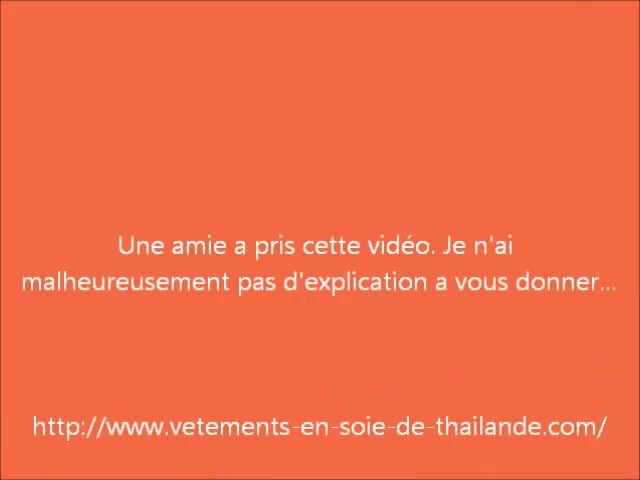 Une amie a pris cette vidéo. Je n'ai
malheureusement pas d'explication a vous donner...
http://www.vetements-en-soie-de-thailande.com/